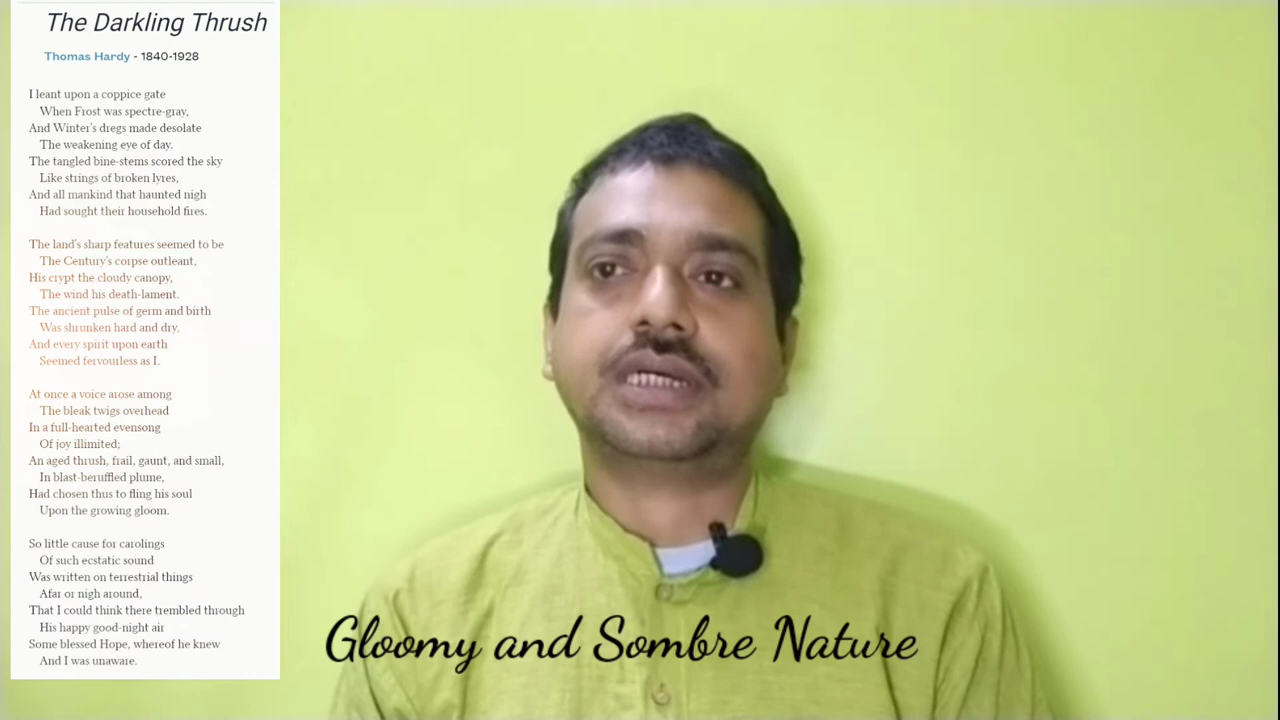 The Darkling Thrush
Thomas Hardy - 1840-1928
I leant upon a coppice gate
When Frost was spectre-gray,
And Winter's dregs made desolate
The weakening eye of day.
The tangled bine-stems scored the sky
Like strings of broken lyres,
And all mankind that haunted nigh
Had sought their household fires.
The land's sharp features seemed to be
The Century's corpse outleant,
His crypt the cloudy canopy,
The wind his death-lament.
The ancient pulse of germ and birth
Was shrunken hard and dry,
And every spirit upon earth
Seemed fervourless as I.
At once a voice arose among
The bleak twigs overhead
In a full-hearted evensong
Of joy illimited;
An aged thrush, frail, gaunt, and small,
In blast-beruffled plume,
Had chosen thus to fling his soul
Upon the growing gloom.
So little cause for carolings
Of such ecstatic sound
Was written on terrestrial things
Afar or nigh around,
That I could think there trembled through
His happy good-night air
Some blessed Hope, whereof he knew
And I was unaware.
Gloomy and Sombre Nature